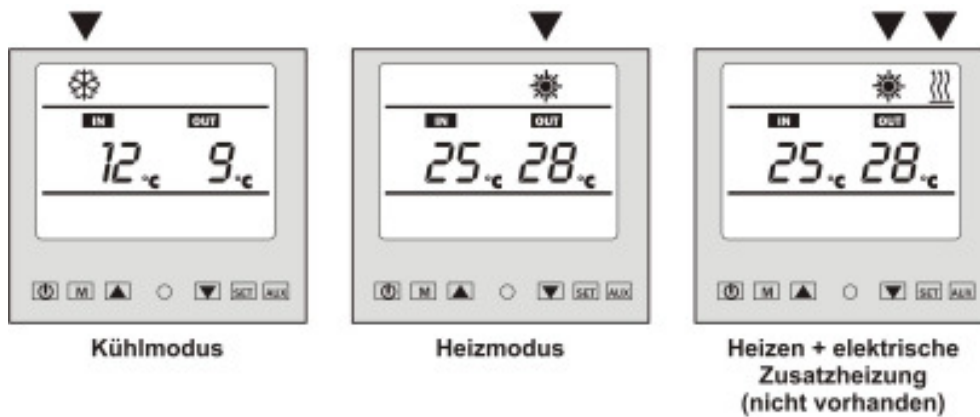 IN OUT
12 °C 9 °C
M SET AUX
Kühlmodus
IN OUT
25 °C 28 °C
M SET AUX
Heizmodus
IN OUT
25 °C 28 °C
M SET AUX
Heizen + elektrische
Zusatzheizung
(nicht vorhanden)